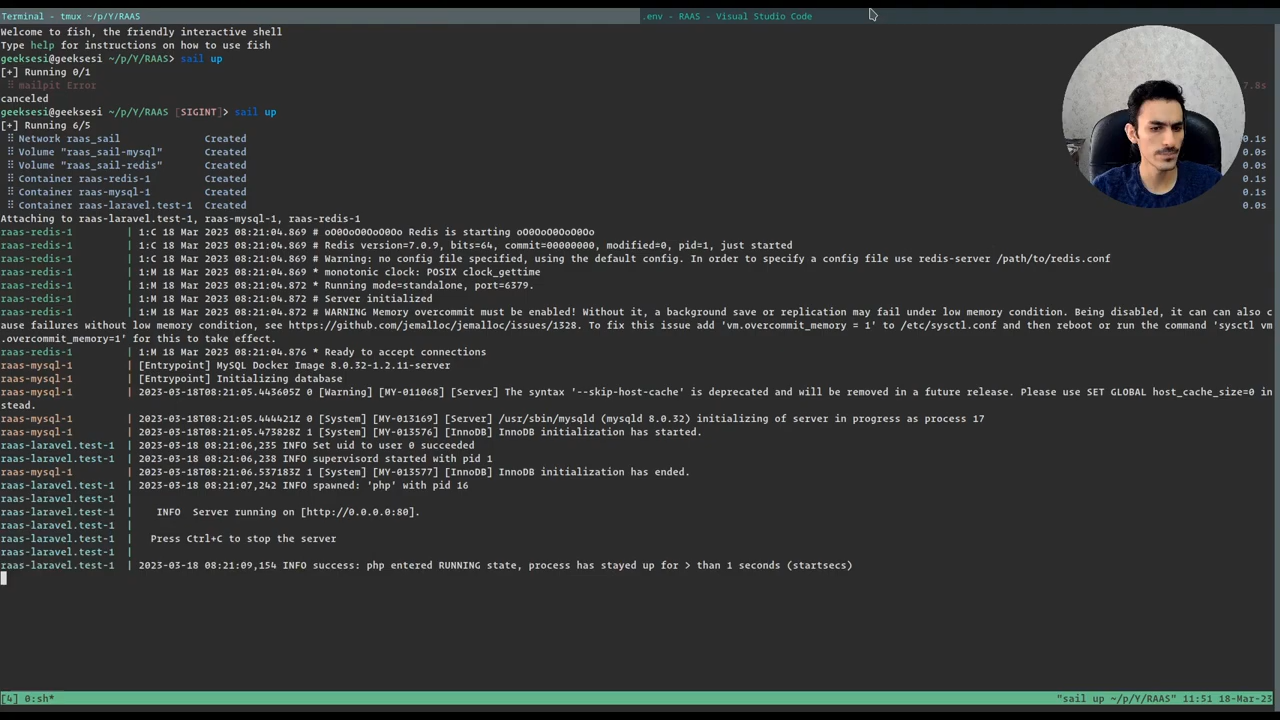 Terminal - tmux ~/p/Y/RAAS
.env - RAAS - Visual Studio Code
Welcome to fish, the friendly interactive shell
Type help for instructions on how to use fish
geeksesi@geeksesi ~/p/Y/RAAS> sail up
[+] Running 0/1
⠿ mailpit Error 7.8s
canceled
geeksesi@geeksesi ~/p/Y/RAAS [SIGINT]> sail up
[+] Running 6/5
⠿ Network raas_sail Created 0.1s
⠿ Volume "raas_sail-mysql" Created 0.0s
⠿ Volume "raas_sail-redis" Created 0.0s
⠿ Container raas-redis-1 Created 0.1s
⠿ Container raas-mysql-1 Created 0.1s
⠿ Container raas-laravel.test-1 Created 0.0s
Attaching to raas-laravel.test-1, raas-mysql-1, raas-redis-1
raas-redis-1 | 1:C 18 Mar 2023 08:21:04.869 # oO0OoO0OoO0Oo Redis is starting oO0OoO0OoO0Oo
raas-redis-1 | 1:C 18 Mar 2023 08:21:04.869 # Redis version=7.0.9, bits=64, commit=00000000, modified=0, pid=1, just started
raas-redis-1 | 1:C 18 Mar 2023 08:21:04.869 # Warning: no config file specified, using the default config. In order to specify a config file use redis-server /path/to/redis.conf
raas-redis-1 | 1:M 18 Mar 2023 08:21:04.869 * monotonic clock: POSIX clock_gettime
raas-redis-1 | 1:M 18 Mar 2023 08:21:04.872 * Running mode=standalone, port=6379.
raas-redis-1 | 1:M 18 Mar 2023 08:21:04.872 # Server initialized
raas-redis-1 | 1:M 18 Mar 2023 08:21:04.872 # WARNING Memory overcommit must be enabled! Without it, a background save or replication may fail under low memory condition. Being disabled, it can can also c
ause failures without low memory condition, see https://github.com/jemalloc/jemalloc/issues/1328. To fix this issue add 'vm.overcommit_memory = 1' to /etc/sysctl.conf and then reboot or run the command 'sysctl vm
.overcommit_memory=1' for this to take effect.
raas-redis-1 | 1:M 18 Mar 2023 08:21:04.876 * Ready to accept connections
raas-mysql-1 | [Entrypoint] MySQL Docker Image 8.0.32-1.2.11-server
raas-mysql-1 | [Entrypoint] Initializing database
raas-mysql-1 | 2023-03-18T08:21:05.443605Z 0 [Warning] [MY-011068] [Server] The syntax '--skip-host-cache' is deprecated and will be removed in a future release. Please use SET GLOBAL host_cache_size=0 in
stead.
raas-mysql-1 | 2023-03-18T08:21:05.444421Z 0 [System] [MY-013169] [Server] /usr/sbin/mysqld (mysqld 8.0.32) initializing of server in progress as process 17
raas-mysql-1 | 2023-03-18T08:21:05.473828Z 1 [System] [MY-013576] [InnoDB] InnoDB initialization has started.
raas-laravel.test-1 | 2023-03-18 08:21:06,235 INFO Set uid to user 0 succeeded
raas-laravel.test-1 | 2023-03-18 08:21:06,238 INFO supervisord started with pid 1
raas-mysql-1 | 2023-03-18T08:21:06.537183Z 1 [System] [MY-013577] [InnoDB] InnoDB initialization has ended.
raas-laravel.test-1 | 2023-03-18 08:21:07,242 INFO spawned: 'php' with pid 16
raas-laravel.test-1 |
raas-laravel.test-1 | INFO Server running on [http://0.0.0.0:80].
raas-laravel.test-1 |
raas-laravel.test-1 | Press Ctrl+C to stop the server
raas-laravel.test-1 |
raas-laravel.test-1 | 2023-03-18 08:21:09,154 INFO success: php entered RUNNING state, process has stayed up for > than 1 seconds (startsecs)
[4] 0:sh* "sail up ~/p/Y/RAAS" 11:51 18-Mar-23